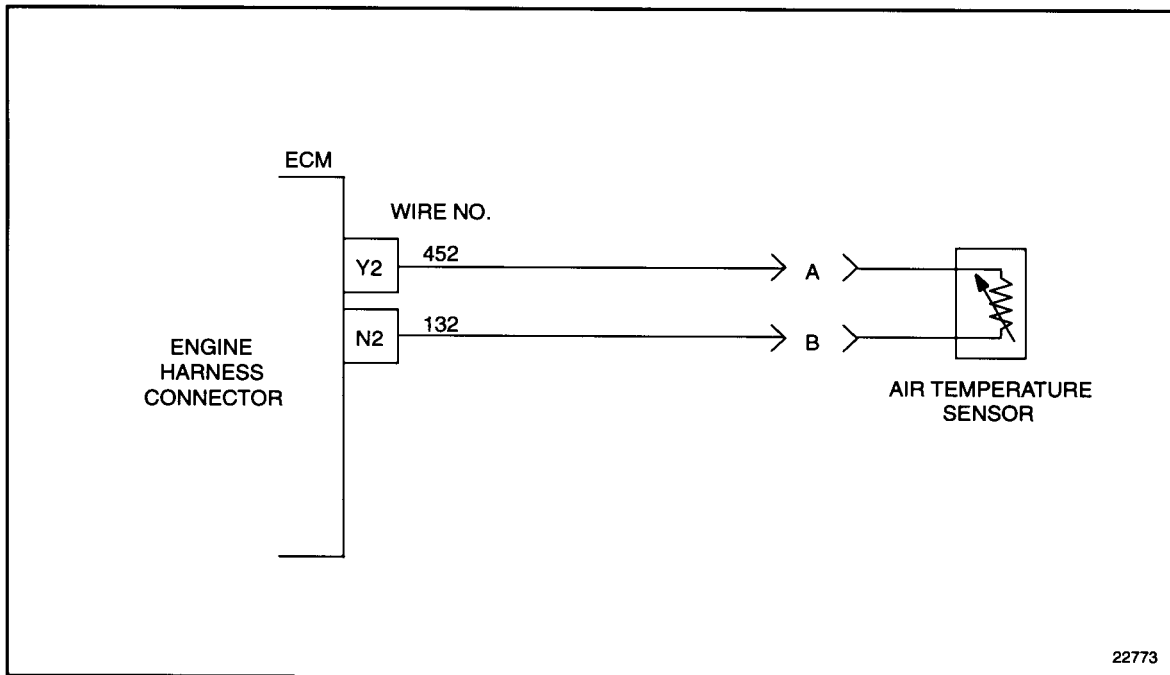 ECM
WIRE NO.
Y2
452
A
N2
132
B
ENGINE
HARNESS
CONNECTOR
AIR TEMPERATURE
SENSOR
22773